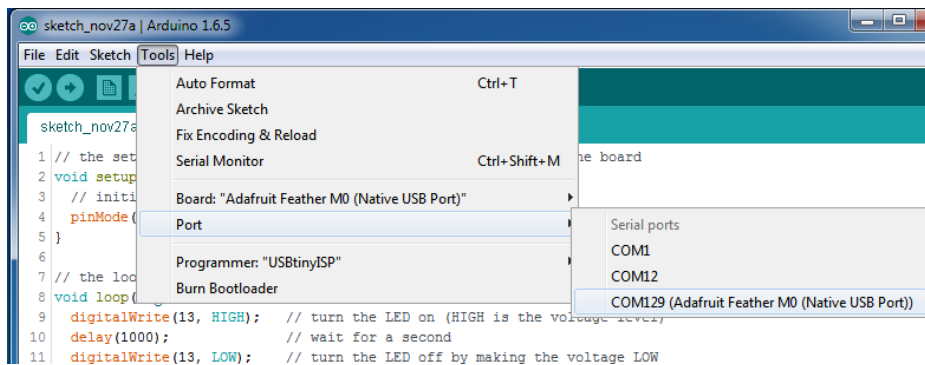 sketch_nov27a | Arduino 1.6.5
File Edit Sketch Tools Help
sketch_nov27a
Auto Format Ctrl+T
Archive Sketch
Fix Encoding & Reload
Serial Monitor Ctrl+Shift+M
Board: "Adafruit Feather M0 (Native USB Port)"
Port
Programmer: "USBtinyISP"
Burn Bootloader
Serial ports
COM1
COM12
COM129 (Adafruit Feather M0 (Native USB Port))
1 // the set board
2 void setup
3 // initi
4 pinMode(
5 }
6
7 // the loo
8 void loop(
9 digitalWrite(13, HIGH); // turn the LED on (HIGH is the voltage level)
10 delay(1000); // wait for a second
11 digitalWrite(13, LOW); // turn the LED off by making the voltage LOW